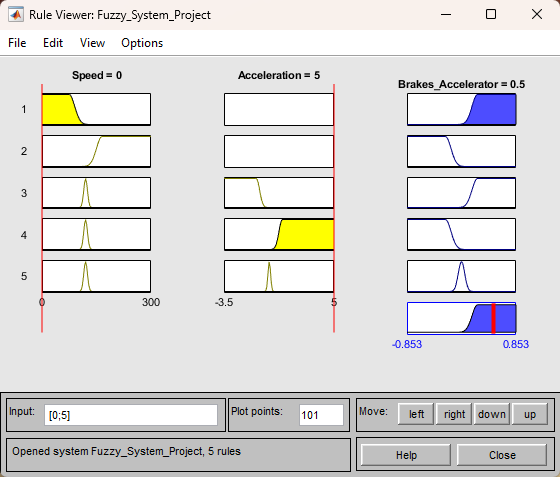 Rule Viewer: Fuzzy_System_Project
File Edit View Options
Speed = 0
Acceleration = 5
Brakes_Accelerator = 0.5
1
2
3
4
5
0 300
-3.5 5
-0.853 0.853
Input: [0;5]
Plot points: 101
Move: left right down up
Opened system Fuzzy_System_Project, 5 rules
Help Close